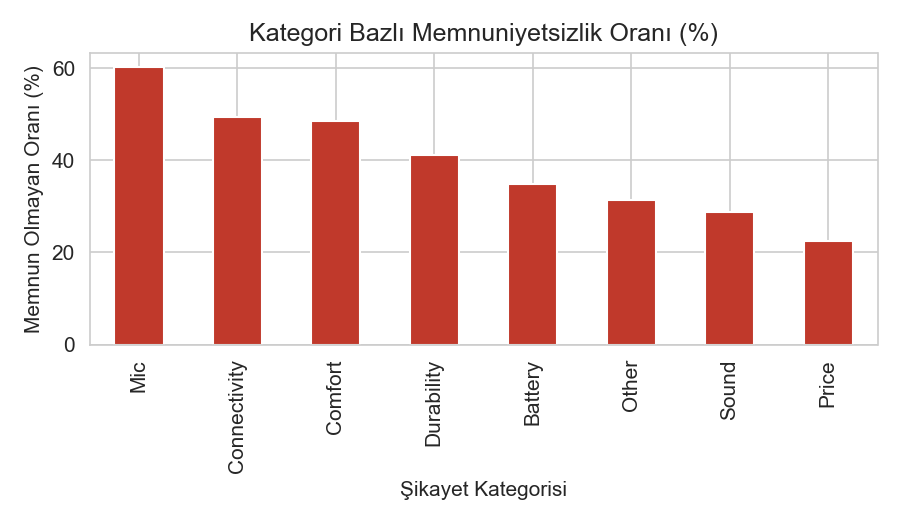 Kategori Bazlı Memnuniyetsizlik Oranı (%)
Memnun Olmayan Oranı (%)
60
40
20
0
Mic
Connectivity
Comfort
Durability
Battery
Other
Sound
Price
Şikayet Kategorisi